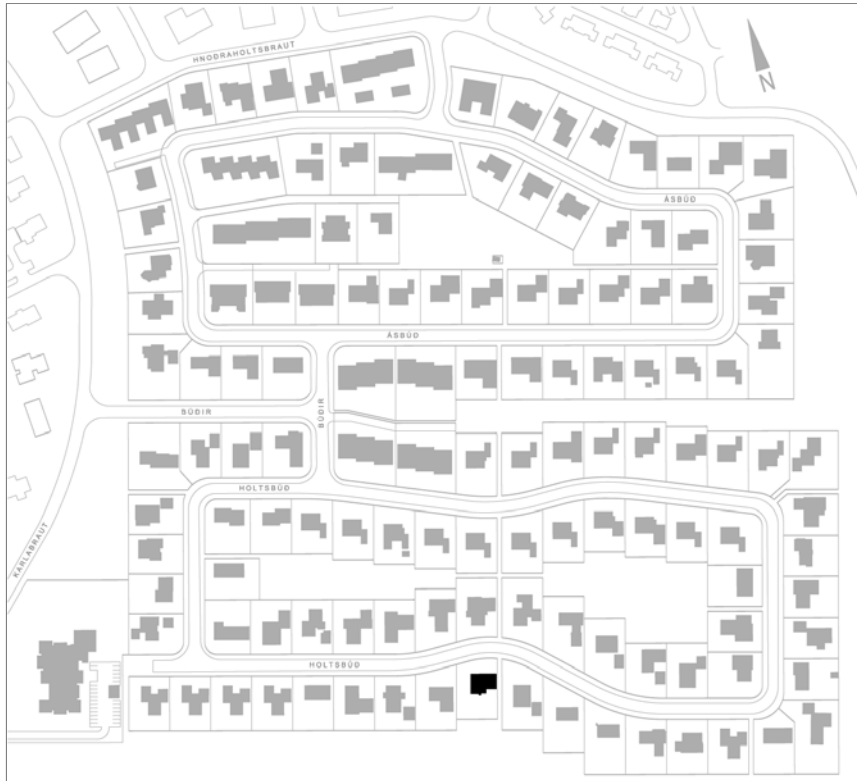 HNOÐRAHOLTSBRAUT
N
ÁSBÚÐ
ÁSBÚÐ
BÚÐIR
BÚÐIR
HOLTSBÚÐ
KARLABRAUT
HOLTSBÚÐ